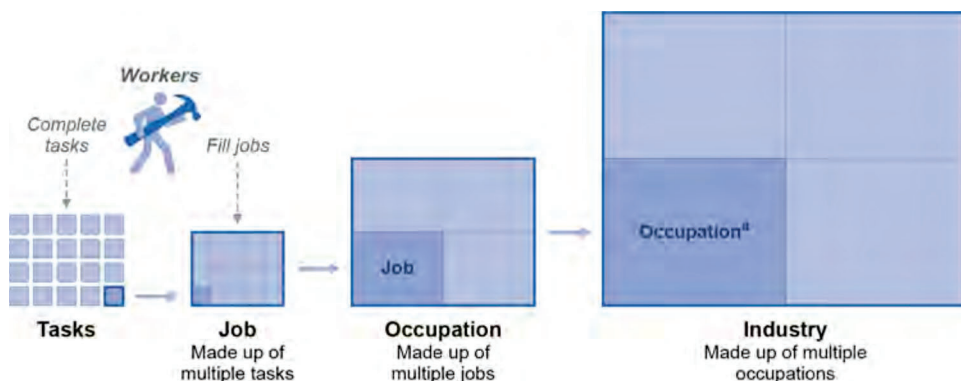 Workers
Complete
tasks
Fill jobs
Job
Occupationᵃ
Tasks
Job
Made up of
multiple tasks
Occupation
Made up of
multiple jobs
Industry
Made up of multiple
occupations